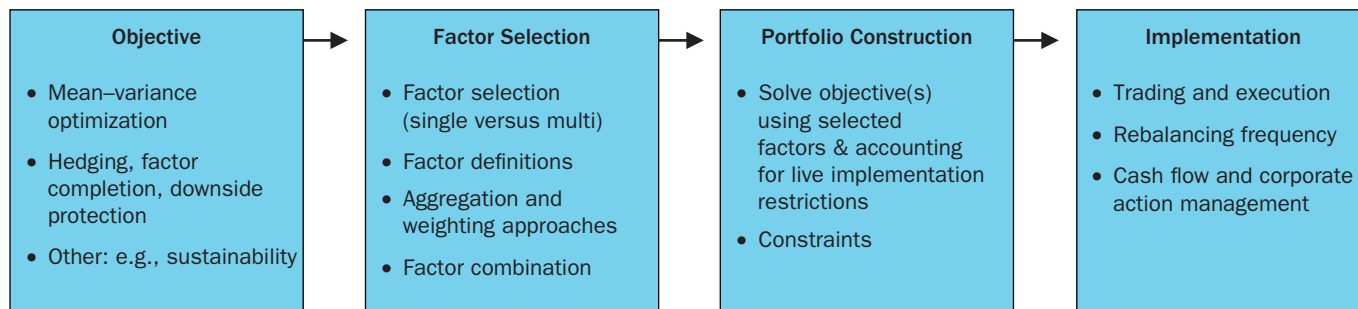 Objective
• Mean–variance
optimization
• Hedging, factor
completion, downside
protection
• Other: e.g., sustainability
Factor Selection
• Factor selection
(single versus multi)
• Factor definitions
• Aggregation and
weighting approaches
• Factor combination
Portfolio Construction
• Solve objective(s)
using selected
factors & accounting
for live implementation
restrictions
• Constraints
Implementation
• Trading and execution
• Rebalancing frequency
• Cash flow and corporate
action management